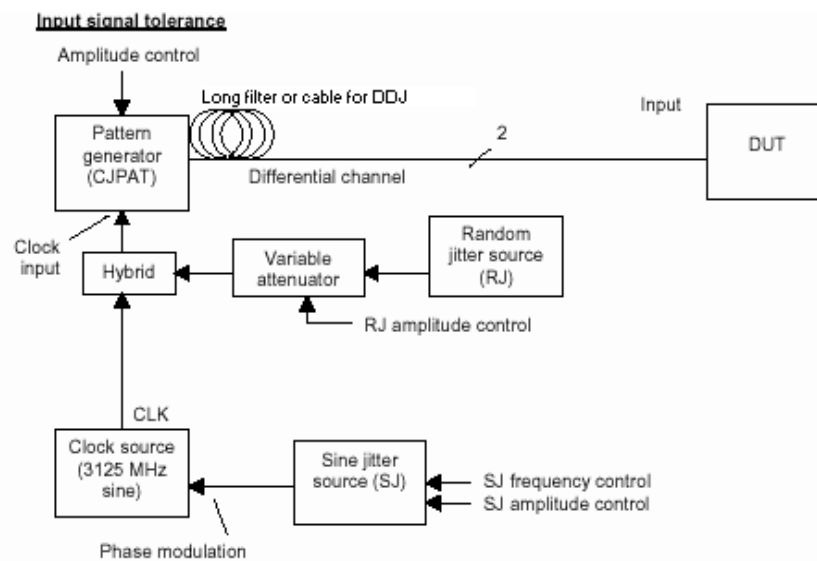 Input signal tolerance
Amplitude control
Long filter or cable for DDJ
Input
2
Pattern
generator
(CJPAT)
DUT
Differential channel
Clock
input
Hybrid
Variable
attenuator
Random
jitter source
(RJ)
RJ amplitude control
CLK
Clock source
(3125 MHz
sine)
Sine jitter
source (SJ)
SJ frequency control
SJ amplitude control
Phase modulation